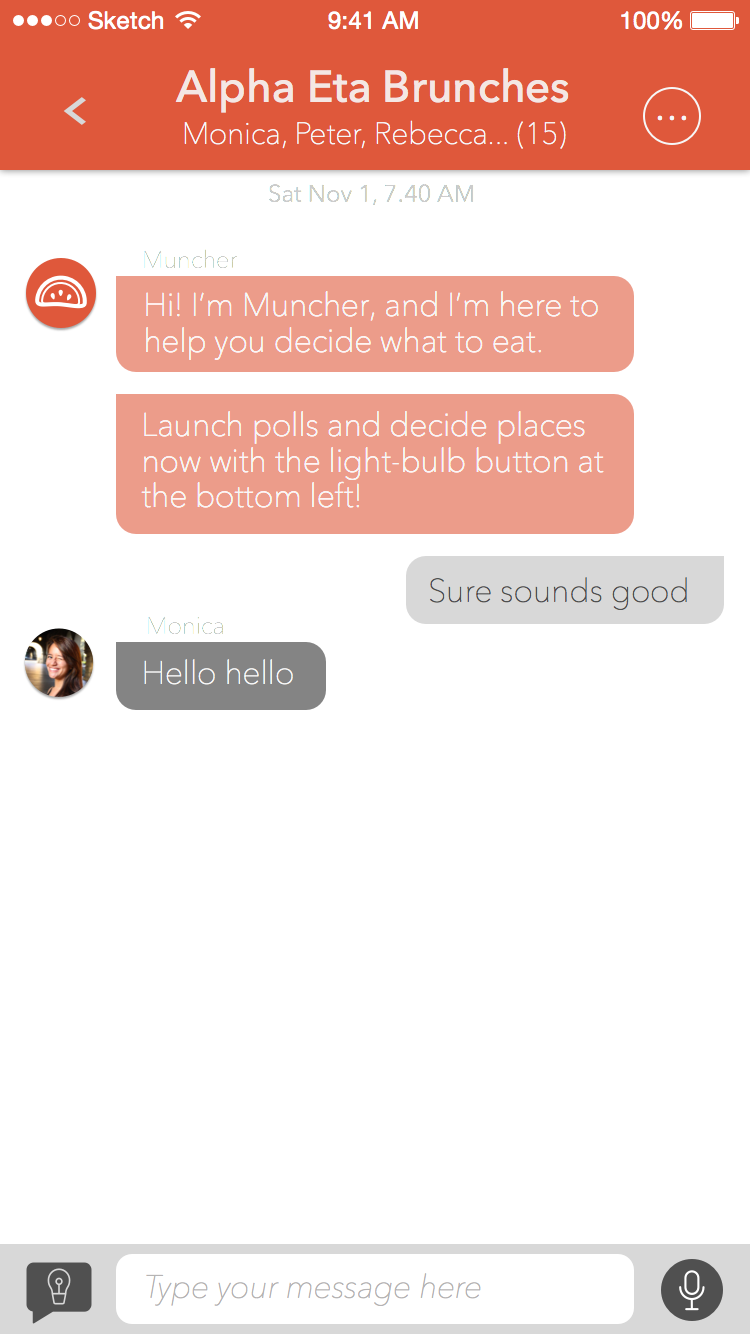 Sketch 9:41 AM 100%
Alpha Eta Brunches
Monica, Peter, Rebecca... (15)
Sat Nov 1, 7.40 AM
Muncher
Hi! I’m Muncher, and I’m here to
help you decide what to eat.
Launch polls and decide places
now with the light-bulb button at
the bottom left!
Sure sounds good
Monica
Hello hello
Type your message here